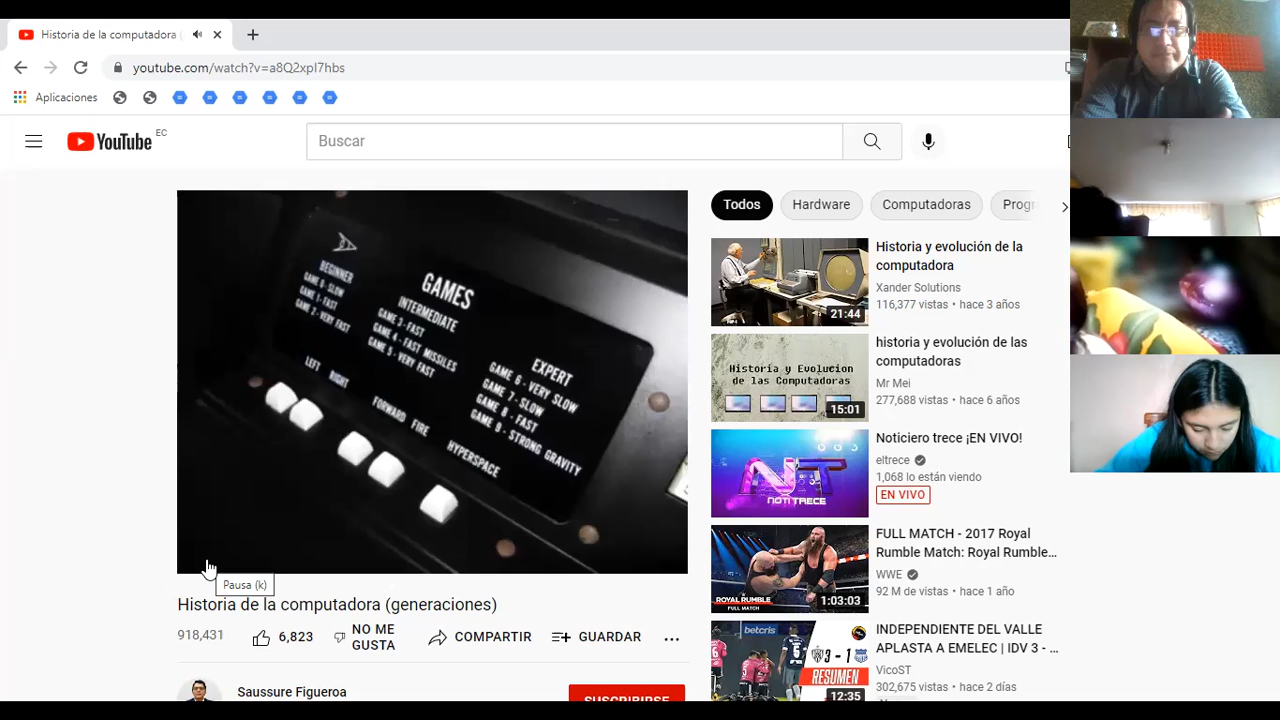 Historia de la computadora (
youtube.com/watch?v=a8Q2xpI7hbs
Aplicaciones
YouTube EC
Buscar
GAMES
BEGINNER
GAME 0 - SLOW
GAME 1 - FAST
GAME 2 - VERY FAST
INTERMEDIATE
GAME 3 - FAST
GAME 4 - FAST MISSILES
GAME 5 - VERY FAST
EXPERT
GAME 6 - VERY SLOW
GAME 7 - SLOW
GAME 8 - FAST
GAME 9 - STRONG GRAVITY
LEFT RIGHT
FORWARD FIRE
HYPERSPACE
Pausa (k)
Historia de la computadora (generaciones)
918,431
6,823
NO ME
GUSTA
COMPARTIR
GUARDAR
Saussure Figueroa
SUSCRIBIRSE
Todos
Hardware
Computadoras
Progr
21:44
Historia y evolución de la
computadora
Xander Solutions
116,377 vistas • hace 3 años
Historia y Evolucion
de las Computadoras
15:01
historia y evolución de las
computadoras
Mr Mei
277,688 vistas • hace 6 años
NT
NOTITRECE
Noticiero trece ¡EN VIVO!
eltrece
1,068 lo están viendo
EN VIVO
ROYAL RUMBLE
FULL MATCH
1:03:03
FULL MATCH - 2017 Royal
Rumble Match: Royal Rumble...
WWE
92 M de vistas • hace 1 año
betcris
3 - 1
RESUMEN
12:35
INDEPENDIENTE DEL VALLE
APLASTA A EMELEC | IDV 3 - ...
VicoST
302,675 vistas • hace 2 días